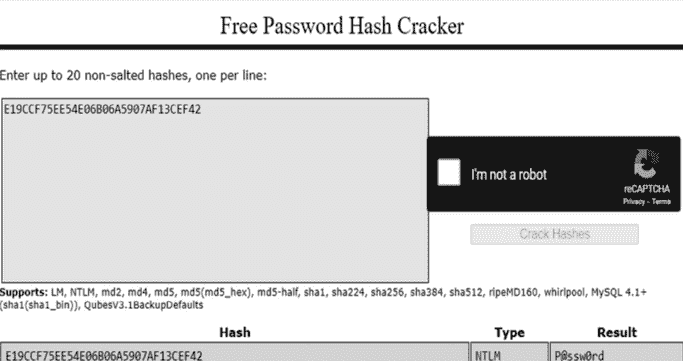 Free Password Hash Cracker
Enter up to 20 non-salted hashes, one per line:
E19CCF75EE54E06B06A5907AF13CEF42
I'm not a robot
reCAPTCHA
Privacy - Terms
Crack Hashes
Supports: LM, NTLM, md2, md4, md5, md5(md5_hex), md5-half, sha1, sha224, sha256, sha384, sha512, ripeMD160, whirlpool, MySQL 4.1+
(sha1(sha1_bin)), QubesV3.1BackupDefaults
Hash Type Result
E19CCF75EE54E06B06A5907AF13CEF42 NTLM P@ssw0rd